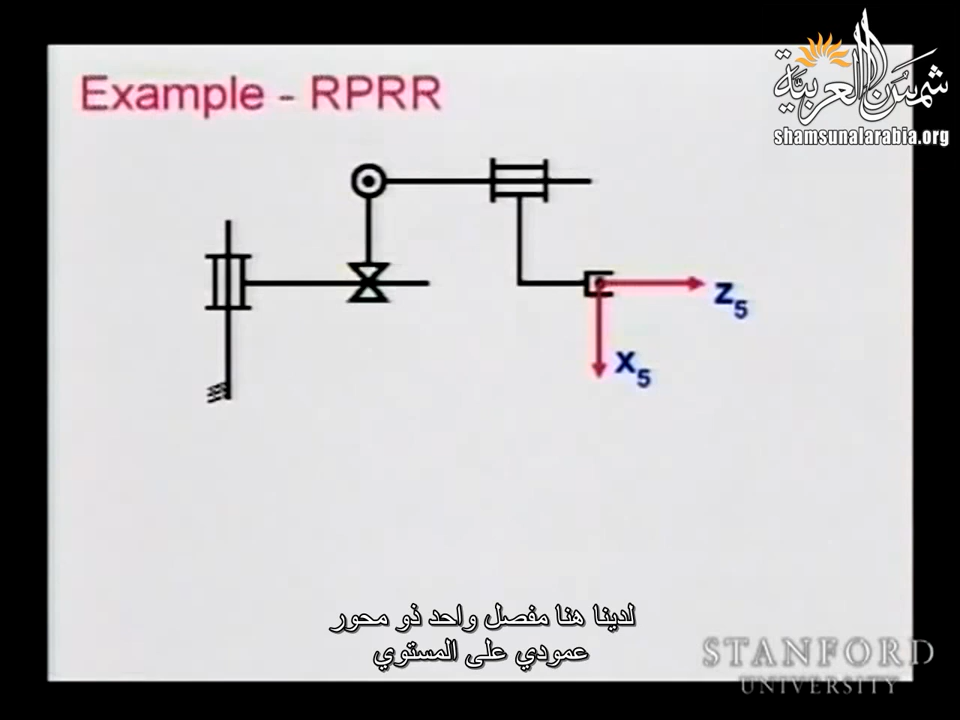 شمس العربية
shamsunalarabia.org
Example - RPRR
z5
x5
لدينا هنا مفصل واحد ذو محور
عمودي على المستوي
STANFORD
UNIVERSITY